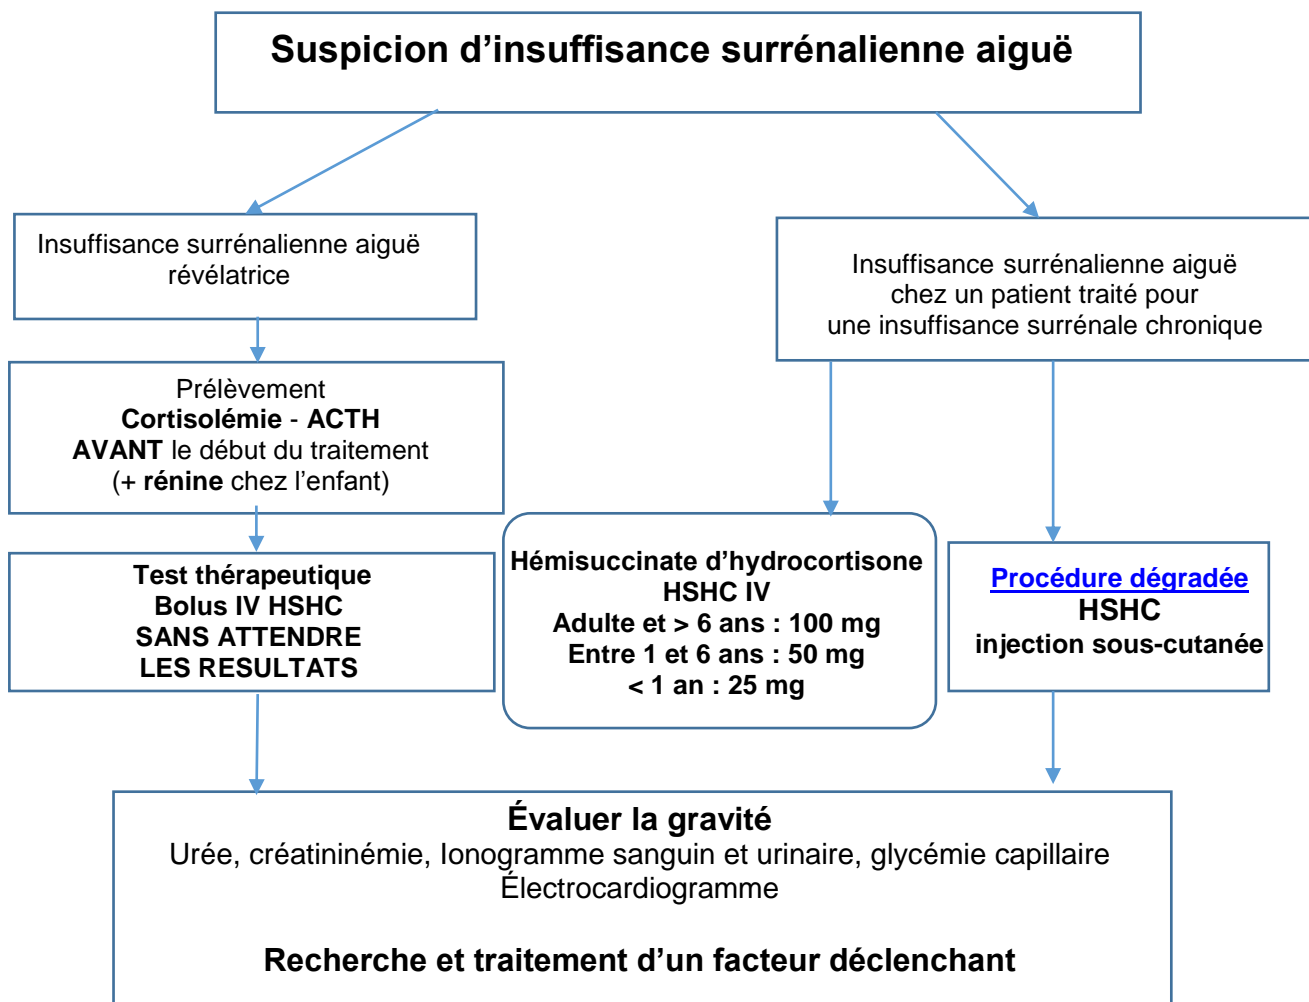 Suspicion d’insuffisance surrénalienne aiguë
Insuffisance surrénalienne aiguë
révélatrice
Insuffisance surrénalienne aiguë
chez un patient traité pour
une insuffisance surrénale chronique
Prélèvement
Cortisolémie - ACTH
AVANT le début du traitement
(+ rénine chez l’enfant)
Test thérapeutique
Bolus IV HSHC
SANS ATTENDRE
LES RESULTATS
Hémisuccinate d’hydrocortisone
HSHC IV
Adulte et > 6 ans : 100 mg
Entre 1 et 6 ans : 50 mg
< 1 an : 25 mg
Procédure dégradée
HSHC
injection sous-cutanée
Évaluer la gravité
Urée, créatininémie, Ionogramme sanguin et urinaire, glycémie capillaire
Électrocardiogramme
Recherche et traitement d’un facteur déclenchant